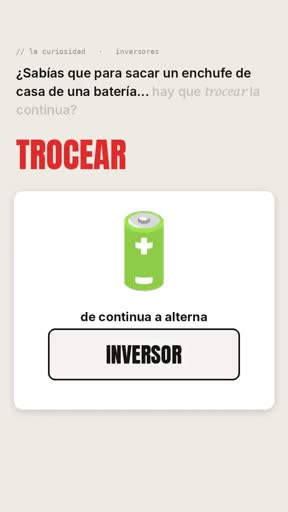 // la curiosidad · inversores
¿Sabías que para sacar un enchufe de
casa de una batería... hay que trocear la
continua?
TROCEAR
de continua a alterna
INVERSOR